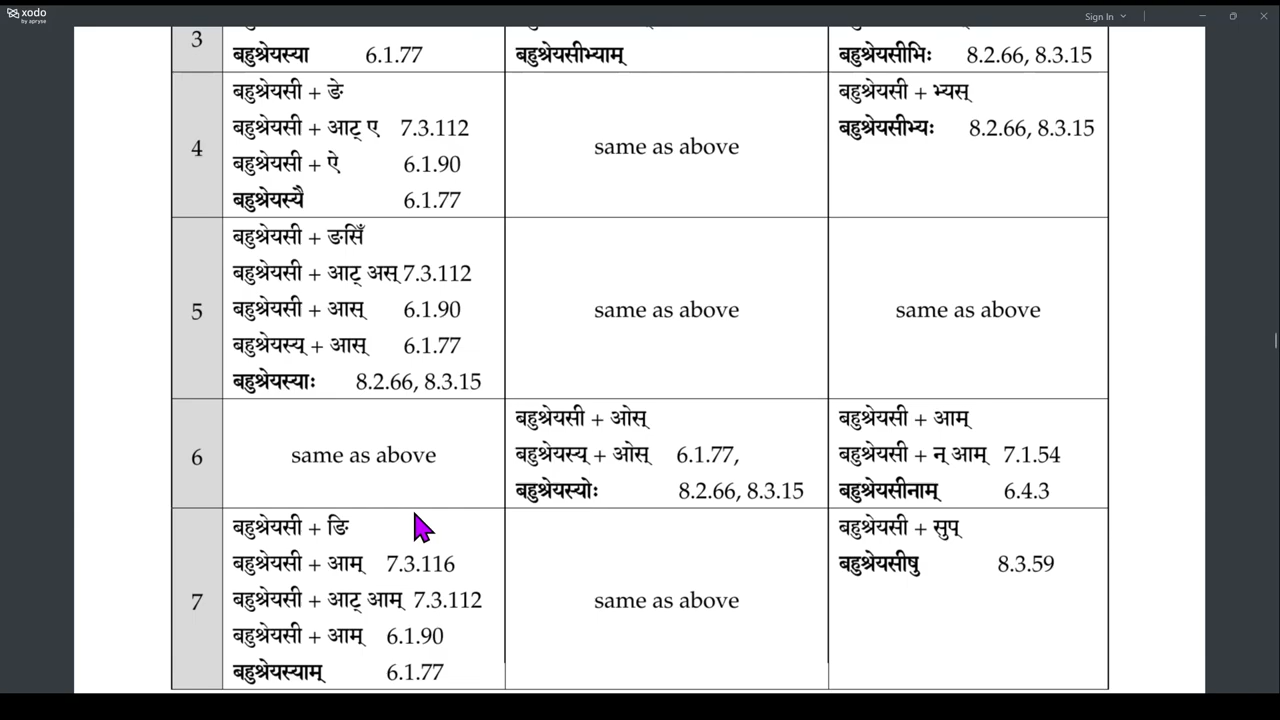 xodo
by apryse
Sign In
3
बहुश्रेयस्या 6.1.77
बहुश्रेयसीभ्याम्
बहुश्रेयसीभिः 8.2.66, 8.3.15
4
बहुश्रेयसी + ङे
बहुश्रेयसी + आट् ए 7.3.112
बहुश्रेयसी + ऐ 6.1.90
बहुश्रेयस्यै 6.1.77
same as above
बहुश्रेयसी + भ्यस्
बहुश्रेयसीभ्यः 8.2.66, 8.3.15
5
बहुश्रेयसी + ङसिँ
बहुश्रेयसी + आट् अस् 7.3.112
बहुश्रेयसी + आस् 6.1.90
बहुश्रेयस्य् + आस् 6.1.77
बहुश्रेयस्याः 8.2.66, 8.3.15
same as above
same as above
6
same as above
बहुश्रेयसी + ओस्
बहुश्रेयस्य् + ओस् 6.1.77,
बहुश्रेयस्योः 8.2.66, 8.3.15
बहुश्रेयसी + आम्
बहुश्रेयसी + न् आम् 7.1.54
बहुश्रेयसीनाम् 6.4.3
7
बहुश्रेयसी + ङि
बहुश्रेयसी + आम् 7.3.116
बहुश्रेयसी + आट् आम् 7.3.112
बहुश्रेयसी + आम् 6.1.90
बहुश्रेयस्याम् 6.1.77
same as above
बहुश्रेयसी + सुप्
बहुश्रेयसीषु 8.3.59